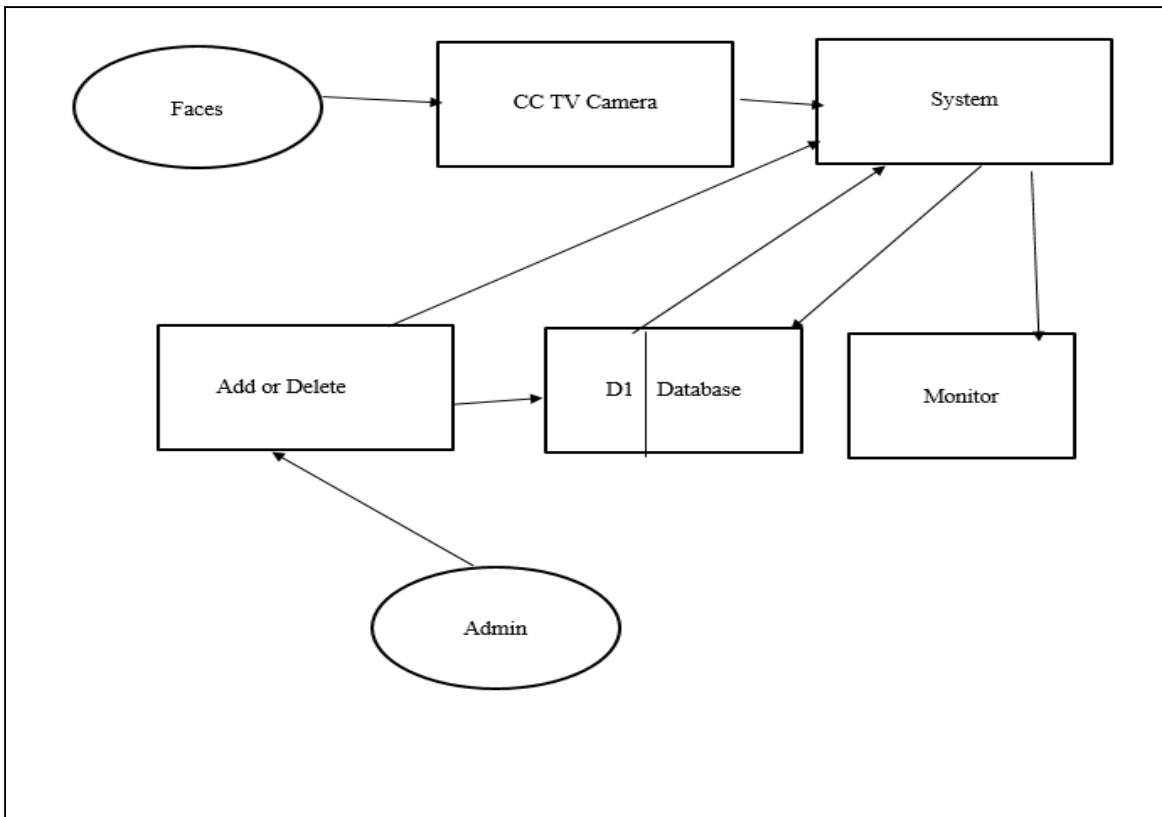 Faces
CC TV Camera
System
Add or Delete
D1 Database
Monitor
Admin